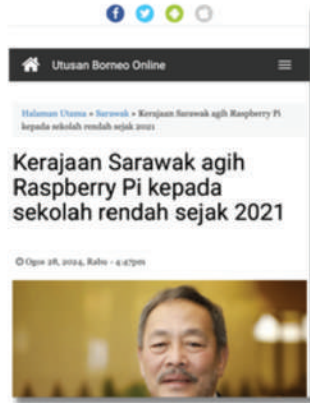 Utusan Borneo Online
Halaman Utama » Sarawak » Kerajaan Sarawak agih Raspberry Pi
kepada sekolah rendah sejak 2021
Kerajaan Sarawak agih
Raspberry Pi kepada
sekolah rendah sejak 2021
Ogos 28, 2024, Rabu - 4:47pm